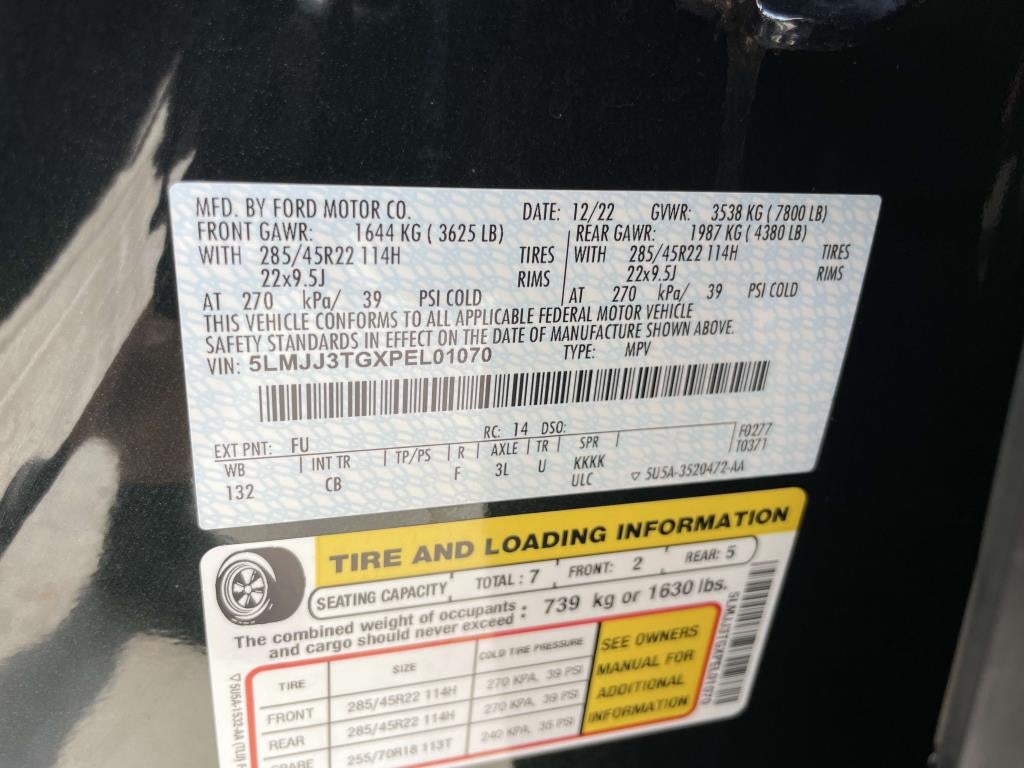 MFD. BY FORD MOTOR CO. DATE: 12/22 GVWR: 3538 KG ( 7800 LB)
FRONT GAWR: 1644 KG ( 3625 LB) REAR GAWR: 1987 KG ( 4380 LB)
WITH 285/45R22 114H TIRES WITH 285/45R22 114H TIRES
22x9.5J RIMS 22x9.5J RIMS
AT 270 kPa/ 39 PSI COLD AT 270 kPa/ 39 PSI COLD
THIS VEHICLE CONFORMS TO ALL APPLICABLE FEDERAL MOTOR VEHICLE
SAFETY STANDARDS IN EFFECT ON THE DATE OF MANUFACTURE SHOWN ABOVE.
VIN: 5LMJJ3TGXPEL01070 TYPE: MPV
EXT PNT: FU RC: 14 DSO: F0277
WB INT TR TP/PS R AXLE TR SPR T0371
132 CB F 3L U KKKK
ULC ▽ 5U5A-3520472-AA
TIRE AND LOADING INFORMATION
SEATING CAPACITY TOTAL : 7 FRONT: 2 REAR: 5
The combined weight of occupants
and cargo should never exceed : 739 kg or 1630 lbs.
TIRE SIZE COLD TIRE PRESSURE
FRONT 285/45R22 114H 270 KPA, 39 PSI
REAR 285/45R22 114H 270 KPA, 39 PSI
SPARE 255/70R18 113T 240 KPA, 35 PSI
SEE OWNERS
MANUAL FOR
ADDITIONAL
INFORMATION
5LMJJ3TGXPEL01070
▽ 5U5A-1532-AA (TLU)